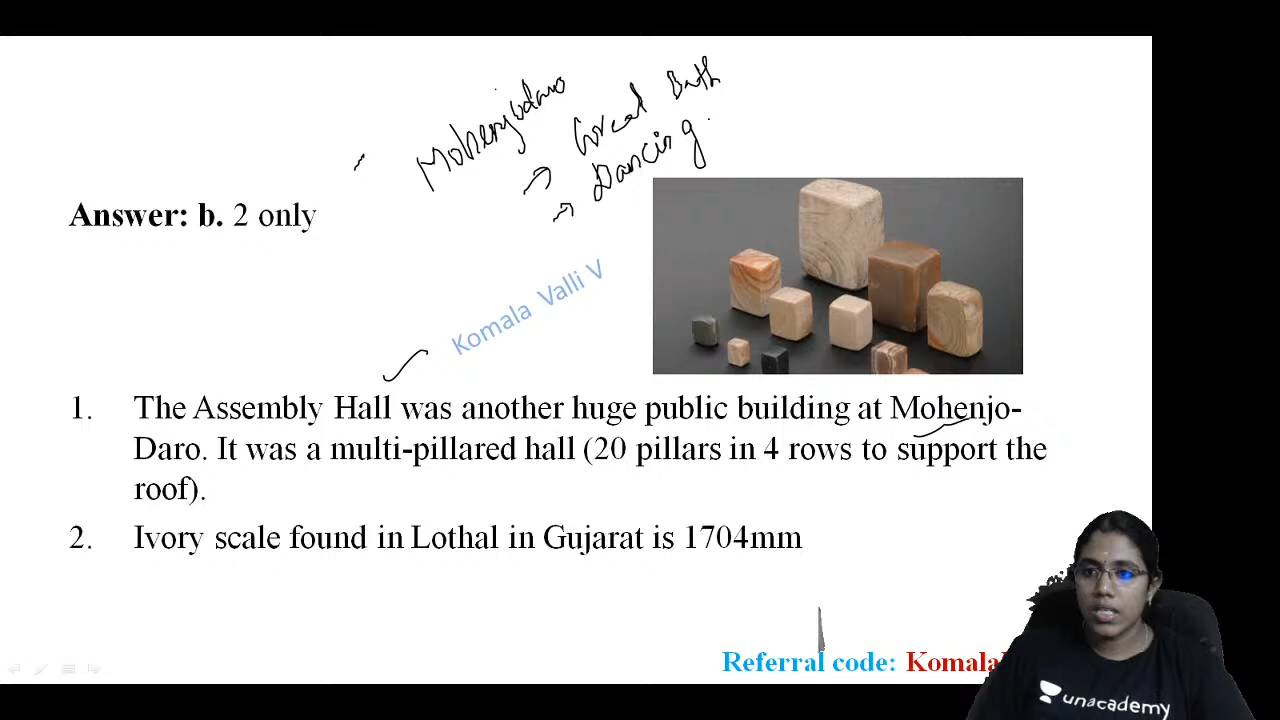 Mohenjodaro
→ Great Bath
→ Dancing
Answer: b. 2 only
Komala Valli V
1. The Assembly Hall was another huge public building at Mohenjo-
Daro. It was a multi-pillared hall (20 pillars in 4 rows to support the
roof).
2. Ivory scale found in Lothal in Gujarat is 1704mm
Referral code: Komala
unacademy